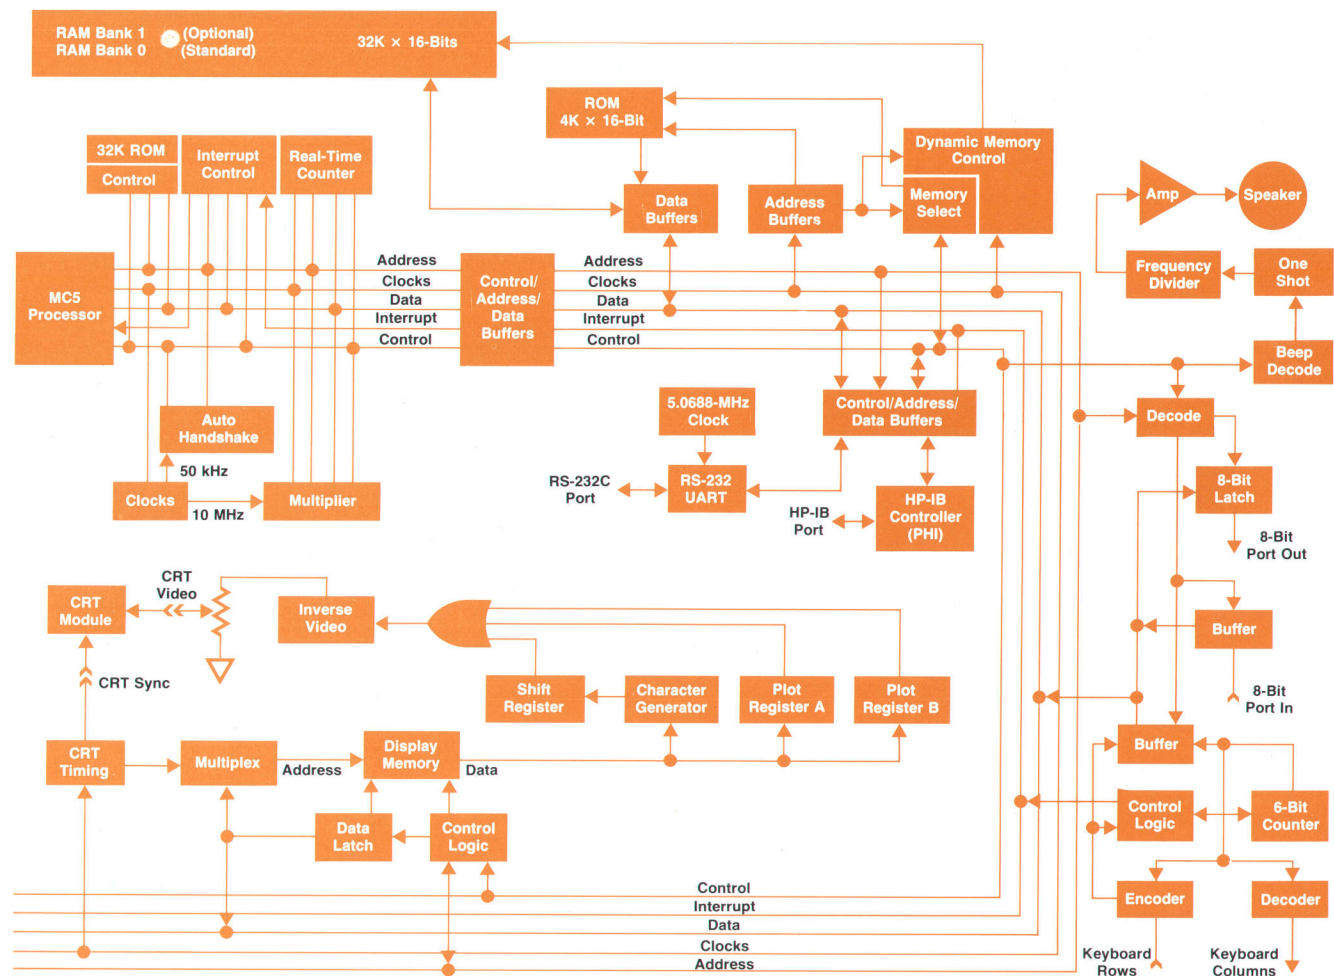 RAM Bank 1 (Optional)
RAM Bank 0 (Standard)
32K × 16-Bits
ROM
4K × 16-Bit
Dynamic Memory
Control
Memory
Select
Data
Buffers
Address
Buffers
Amp
Speaker
Frequency
Divider
One
Shot
Beep
Decode
32K ROM
Control
Interrupt
Control
Real-Time
Counter
MC5
Processor
Address
Clocks
Data
Interrupt
Control
Control/
Address/
Data
Buffers
Address
Clocks
Data
Interrupt
Control
Auto
Handshake
50 kHz
Clocks
10 MHz
Multiplier
5.0688-MHz
Clock
Control/Address/
Data Buffers
RS-232C
Port
RS-232
UART
HP-IB
Port
HP-IB
Controller
(PHI)
Decode
8-Bit
Latch
8-Bit
Port Out
Buffer
8-Bit
Port In
CRT
Module
CRT
Video
CRT Sync
Inverse
Video
Shift
Register
Character
Generator
Plot
Register A
Plot
Register B
CRT
Timing
Multiplex
Address
Display
Memory
Data
Data
Latch
Control
Logic
Buffer
Control
Logic
6-Bit
Counter
Encoder
Decoder
Keyboard
Rows
Keyboard
Columns
Control
Interrupt
Data
Clocks
Address